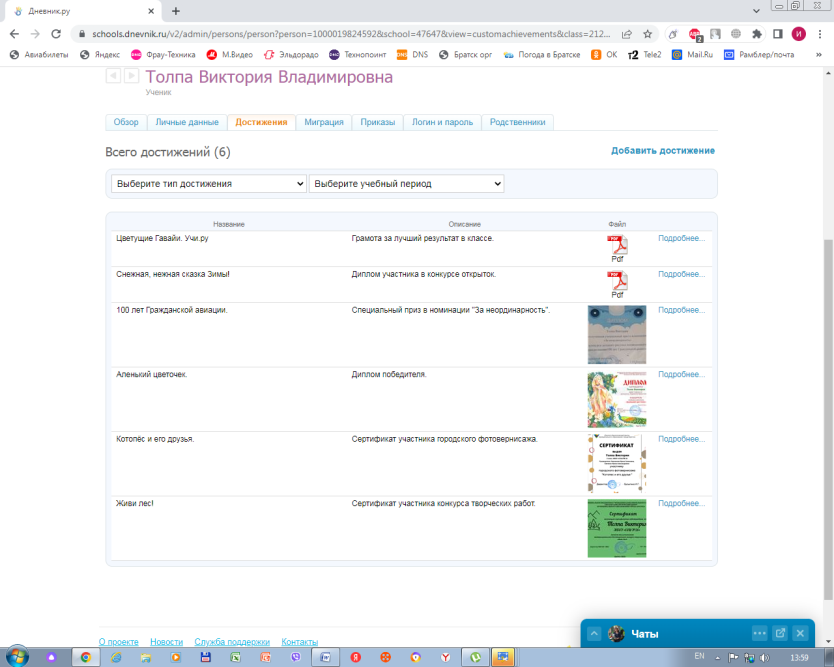 Дневник.ру
schools.dnevnik.ru/v2/admin/persons/person?person=1000019824592&school=47647&view=customachievements&class=212...
Авиабилеты Яндекс Фрау-Техника М.Видео Эльдорадо Технопоинт DNS Братск орг Погода в Братске ОК Tele2 Mail.Ru Рамблер/почта »
Толпа Виктория Владимировна
Ученик
Обзор Личные данные Достижения Миграция Приказы Логин и пароль Родственники
Всего достижений (6) Добавить достижение
Выберите тип достижения Выберите учебный период
Название Описание Файл
Цветущие Гавайи. Учи.ру Грамота за лучший результат в классе. Pdf Подробнее...
Снежная, нежная сказка Зимы! Диплом участника в конкурсе открыток. Pdf Подробнее...
100 лет Гражданской авиации. Специальный приз в номинации "За неординарность". Подробнее...
Аленький цветочек. Диплом победителя. ДИПЛОМ Подробнее...
Котопёс и его друзья. Сертификат участника городского фотовернисажа. СЕРТИФИКАТ Подробнее...
Толпа Виктория
Живи лес! Сертификат участника конкурса творческих работ. Сертификат Подробнее...
Толпа Виктория
О проекте Новости Служба поддержки Контакты
Чаты
EN 13:59